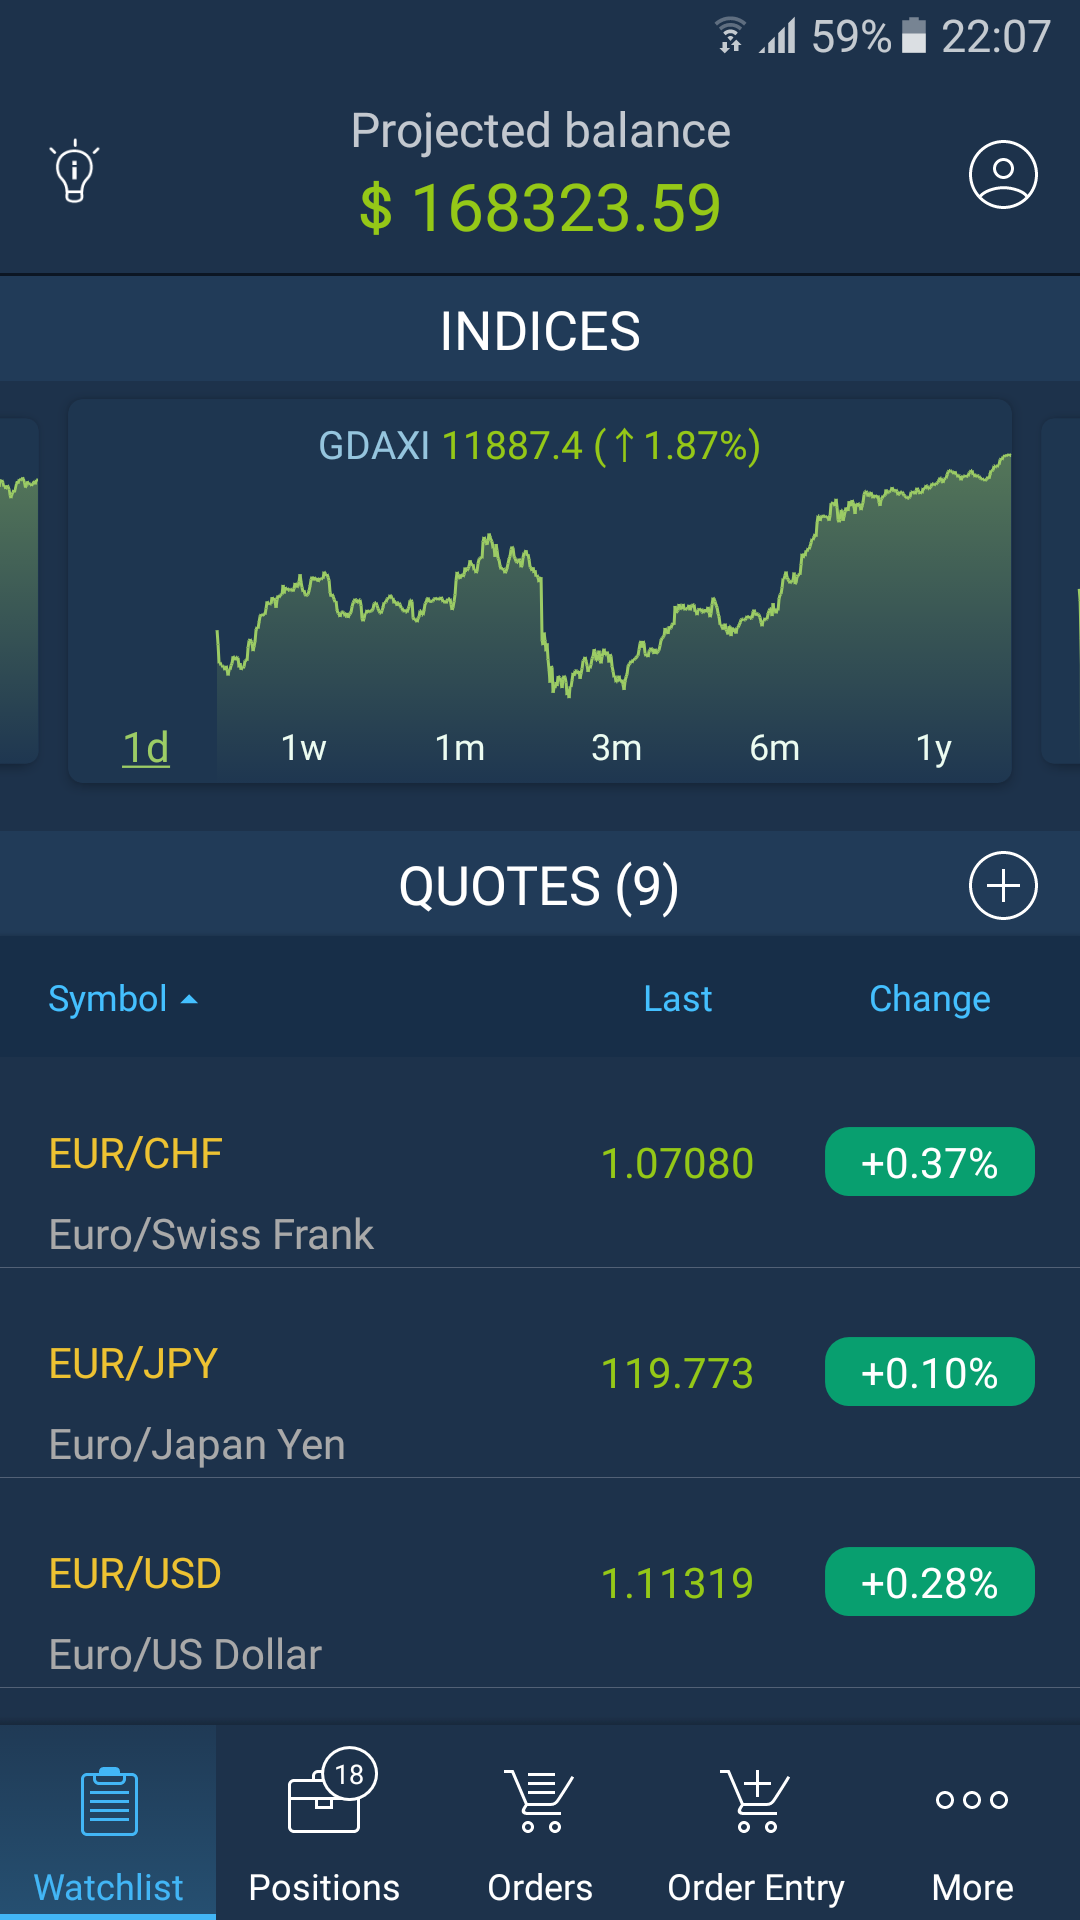 59% 22:07
Projected balance
$ 168323.59
INDICES
GDAXI 11887.4 (↑1.87%)
1d 1w 1m 3m 6m 1y
QUOTES (9)
Symbol Last Change
EUR/CHF 1.07080 +0.37%
Euro/Swiss Frank
EUR/JPY 119.773 +0.10%
Euro/Japan Yen
EUR/USD 1.11319 +0.28%
Euro/US Dollar
18
Watchlist Positions Orders Order Entry More